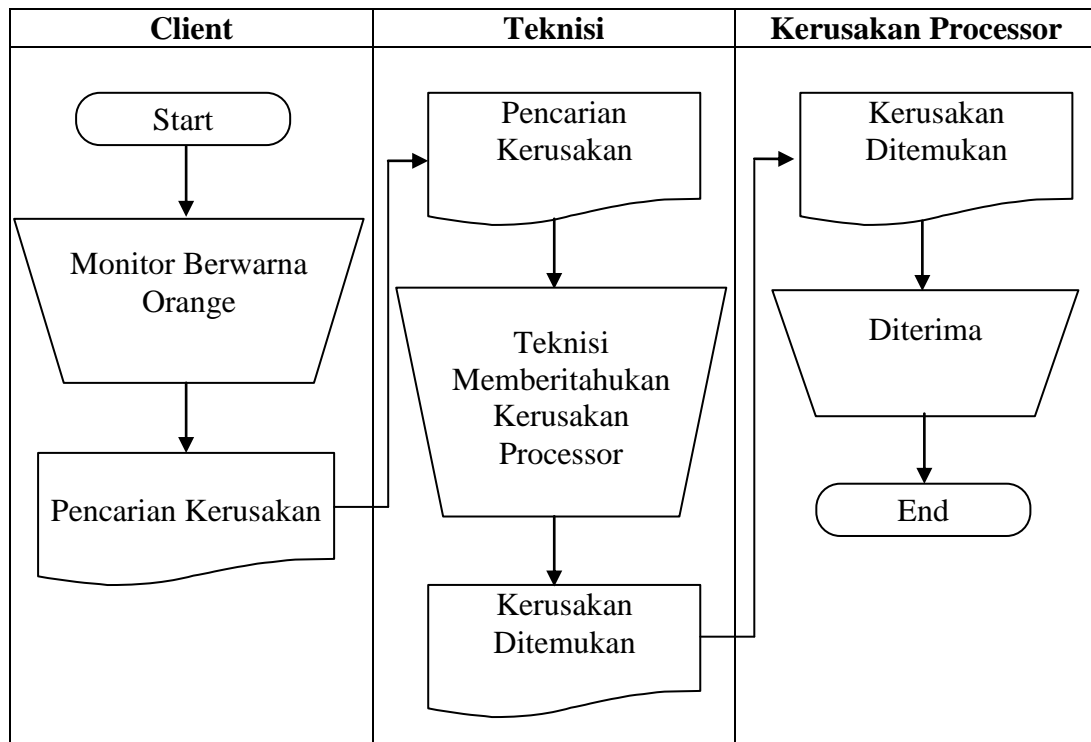 Client
Teknisi
Kerusakan Processor
Start
Monitor Berwarna
Orange
Pencarian Kerusakan
Pencarian
Kerusakan
Teknisi
Memberitahukan
Kerusakan
Processor
Kerusakan
Ditemukan
Kerusakan
Ditemukan
Diterima
End